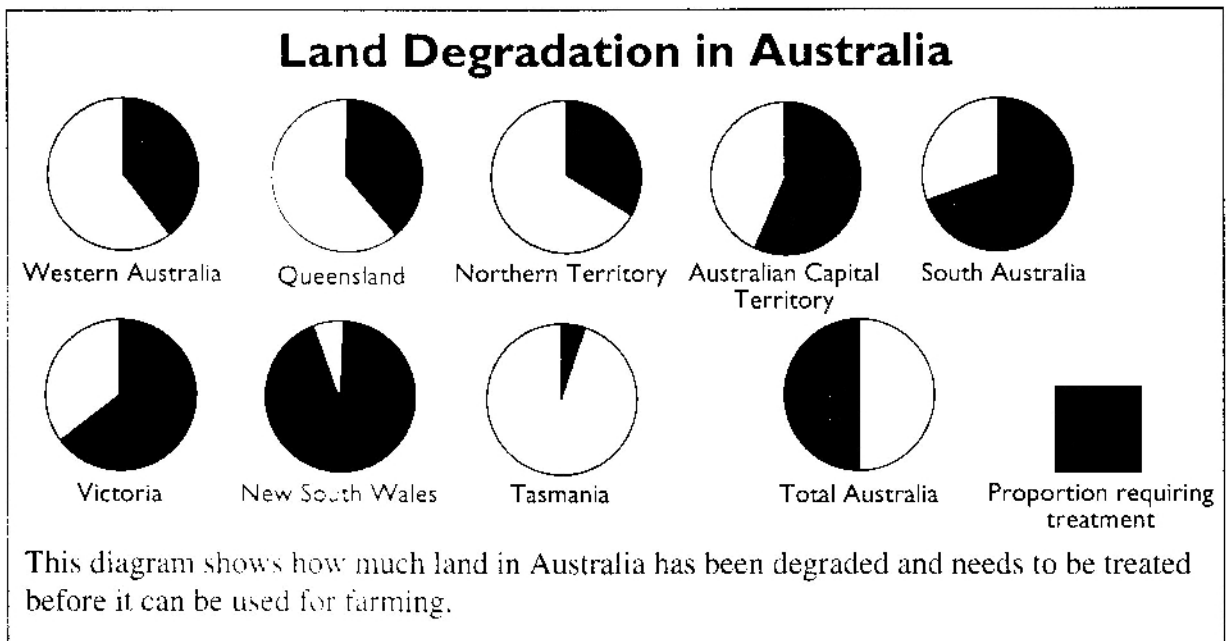 Land Degradation in Australia
Western Australia
Queensland
Northern Territory
Australian Capital
Territory
South Australia
Victoria
New South Wales
Tasmania
Total Australia
Proportion requiring
treatment
This diagram shows how much land in Australia has been degraded and needs to be treated
before it can be used for farming.